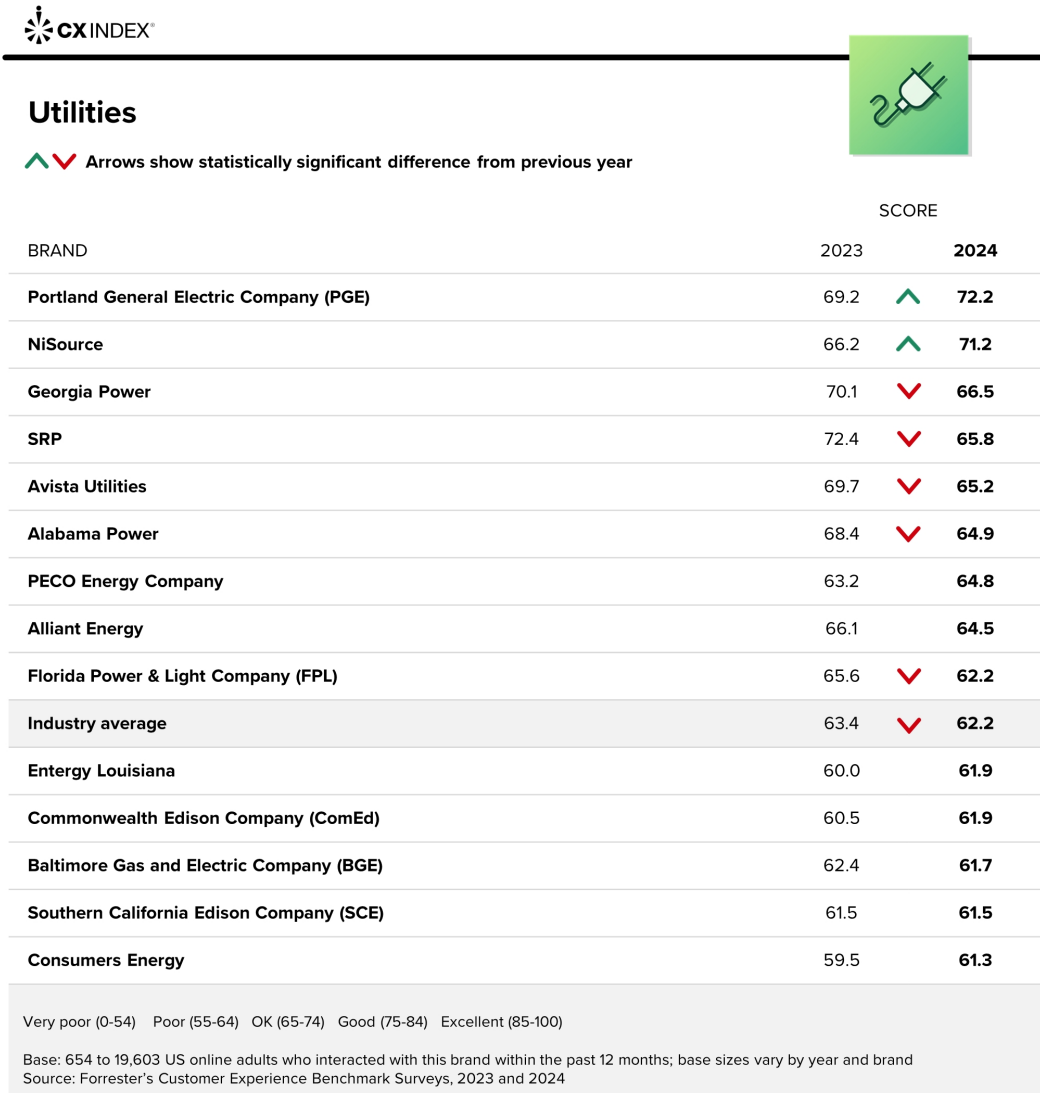 CX INDEX®
Utilities
Arrows show statistically significant difference from previous year
SCORE
BRAND 2023 2024
Portland General Electric Company (PGE) 69.2 72.2
NiSource 66.2 71.2
Georgia Power 70.1 66.5
SRP 72.4 65.8
Avista Utilities 69.7 65.2
Alabama Power 68.4 64.9
PECO Energy Company 63.2 64.8
Alliant Energy 66.1 64.5
Florida Power & Light Company (FPL) 65.6 62.2
Industry average 63.4 62.2
Entergy Louisiana 60.0 61.9
Commonwealth Edison Company (ComEd) 60.5 61.9
Baltimore Gas and Electric Company (BGE) 62.4 61.7
Southern California Edison Company (SCE) 61.5 61.5
Consumers Energy 59.5 61.3
Very poor (0-54) Poor (55-64) OK (65-74) Good (75-84) Excellent (85-100)
Base: 654 to 19,603 US online adults who interacted with this brand within the past 12 months; base sizes vary by year and brand
Source: Forrester’s Customer Experience Benchmark Surveys, 2023 and 2024